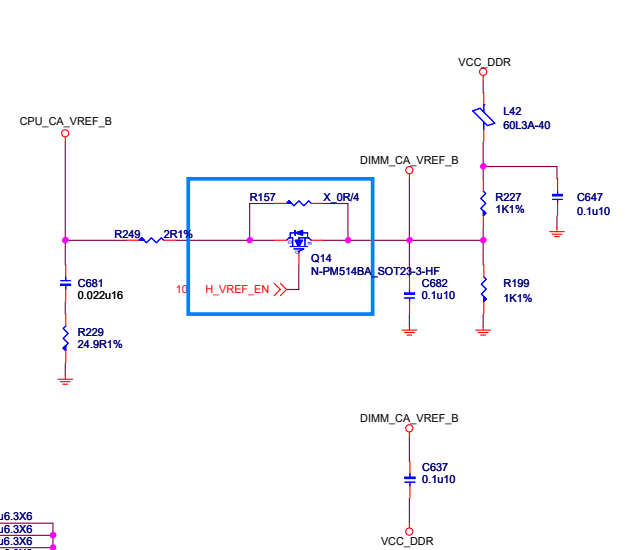 VCC_DDR
L42
60L3A-40
CPU_CA_VREF_B
DIMM_CA_VREF_B
R157
X_0R/4
R227
1K1%
C647
0.1u10
R249
2R1%
Q14
N-PM514BA_SOT23-3-HF
10
H_VREF_EN
C681
0.022u16
C682
0.1u10
R199
1K1%
R229
24.9R1%
DIMM_CA_VREF_B
C637
0.1u10
VCC_DDR
u6.3X6
u6.3X6
u6.3X6